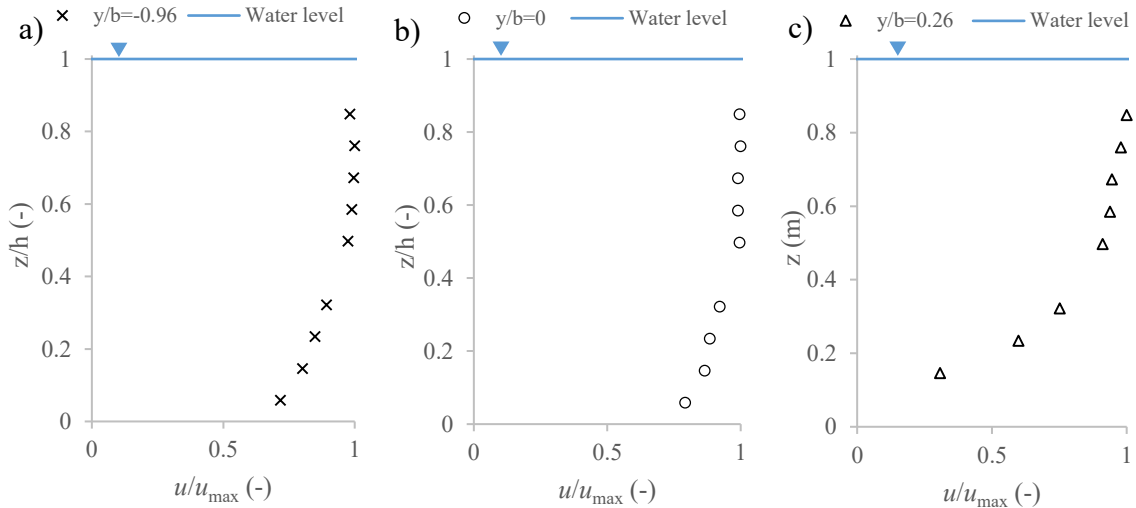 a) y/b=-0.96 Water level
1
0.8
0.6
0.4
0.2
0
z/h (-)
0 0.5 1
u/umax (-)
b) y/b=0 Water level
1
0.8
0.6
0.4
0.2
0
z/h (-)
0 0.5 1
u/umax (-)
c) y/b=0.26 Water level
1
0.8
0.6
0.4
0.2
0
z (m)
0 0.5 1
u/umax (-)